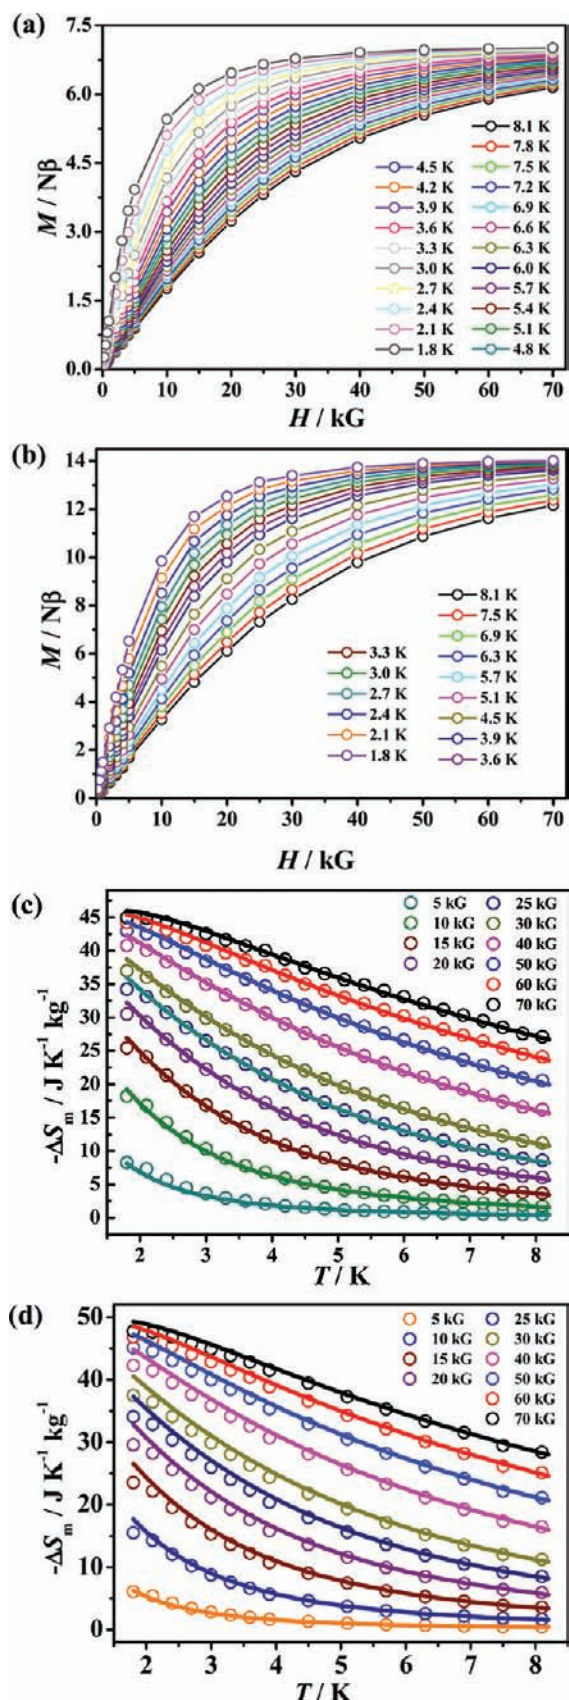 (a)
7.5
6.0
4.5
3.0
1.5
0.0
M / Nβ
4.5 K
4.2 K
3.9 K
3.6 K
3.3 K
3.0 K
2.7 K
2.4 K
2.1 K
1.8 K
8.1 K
7.8 K
7.5 K
7.2 K
6.9 K
6.6 K
6.3 K
6.0 K
5.7 K
5.4 K
5.1 K
4.8 K
0 10 20 30 40 50 60 70
H / kG
(b)
14
12
10
8
6
4
2
0
M / Nβ
3.3 K
3.0 K
2.7 K
2.4 K
2.1 K
1.8 K
8.1 K
7.5 K
6.9 K
6.3 K
5.7 K
5.1 K
4.5 K
3.9 K
3.6 K
0 10 20 30 40 50 60 70
H / kG
(c)
45
40
35
30
25
20
15
10
5
0
-ΔSm / J K⁻¹ kg⁻¹
5 kG
10 kG
15 kG
20 kG
25 kG
30 kG
40 kG
50 kG
60 kG
70 kG
2 3 4 5 6 7 8
T / K
(d)
50
40
30
20
10
0
-ΔSm / J K⁻¹ kg⁻¹
5 kG
10 kG
15 kG
20 kG
25 kG
30 kG
40 kG
50 kG
60 kG
70 kG
2 3 4 5 6 7 8
T / K